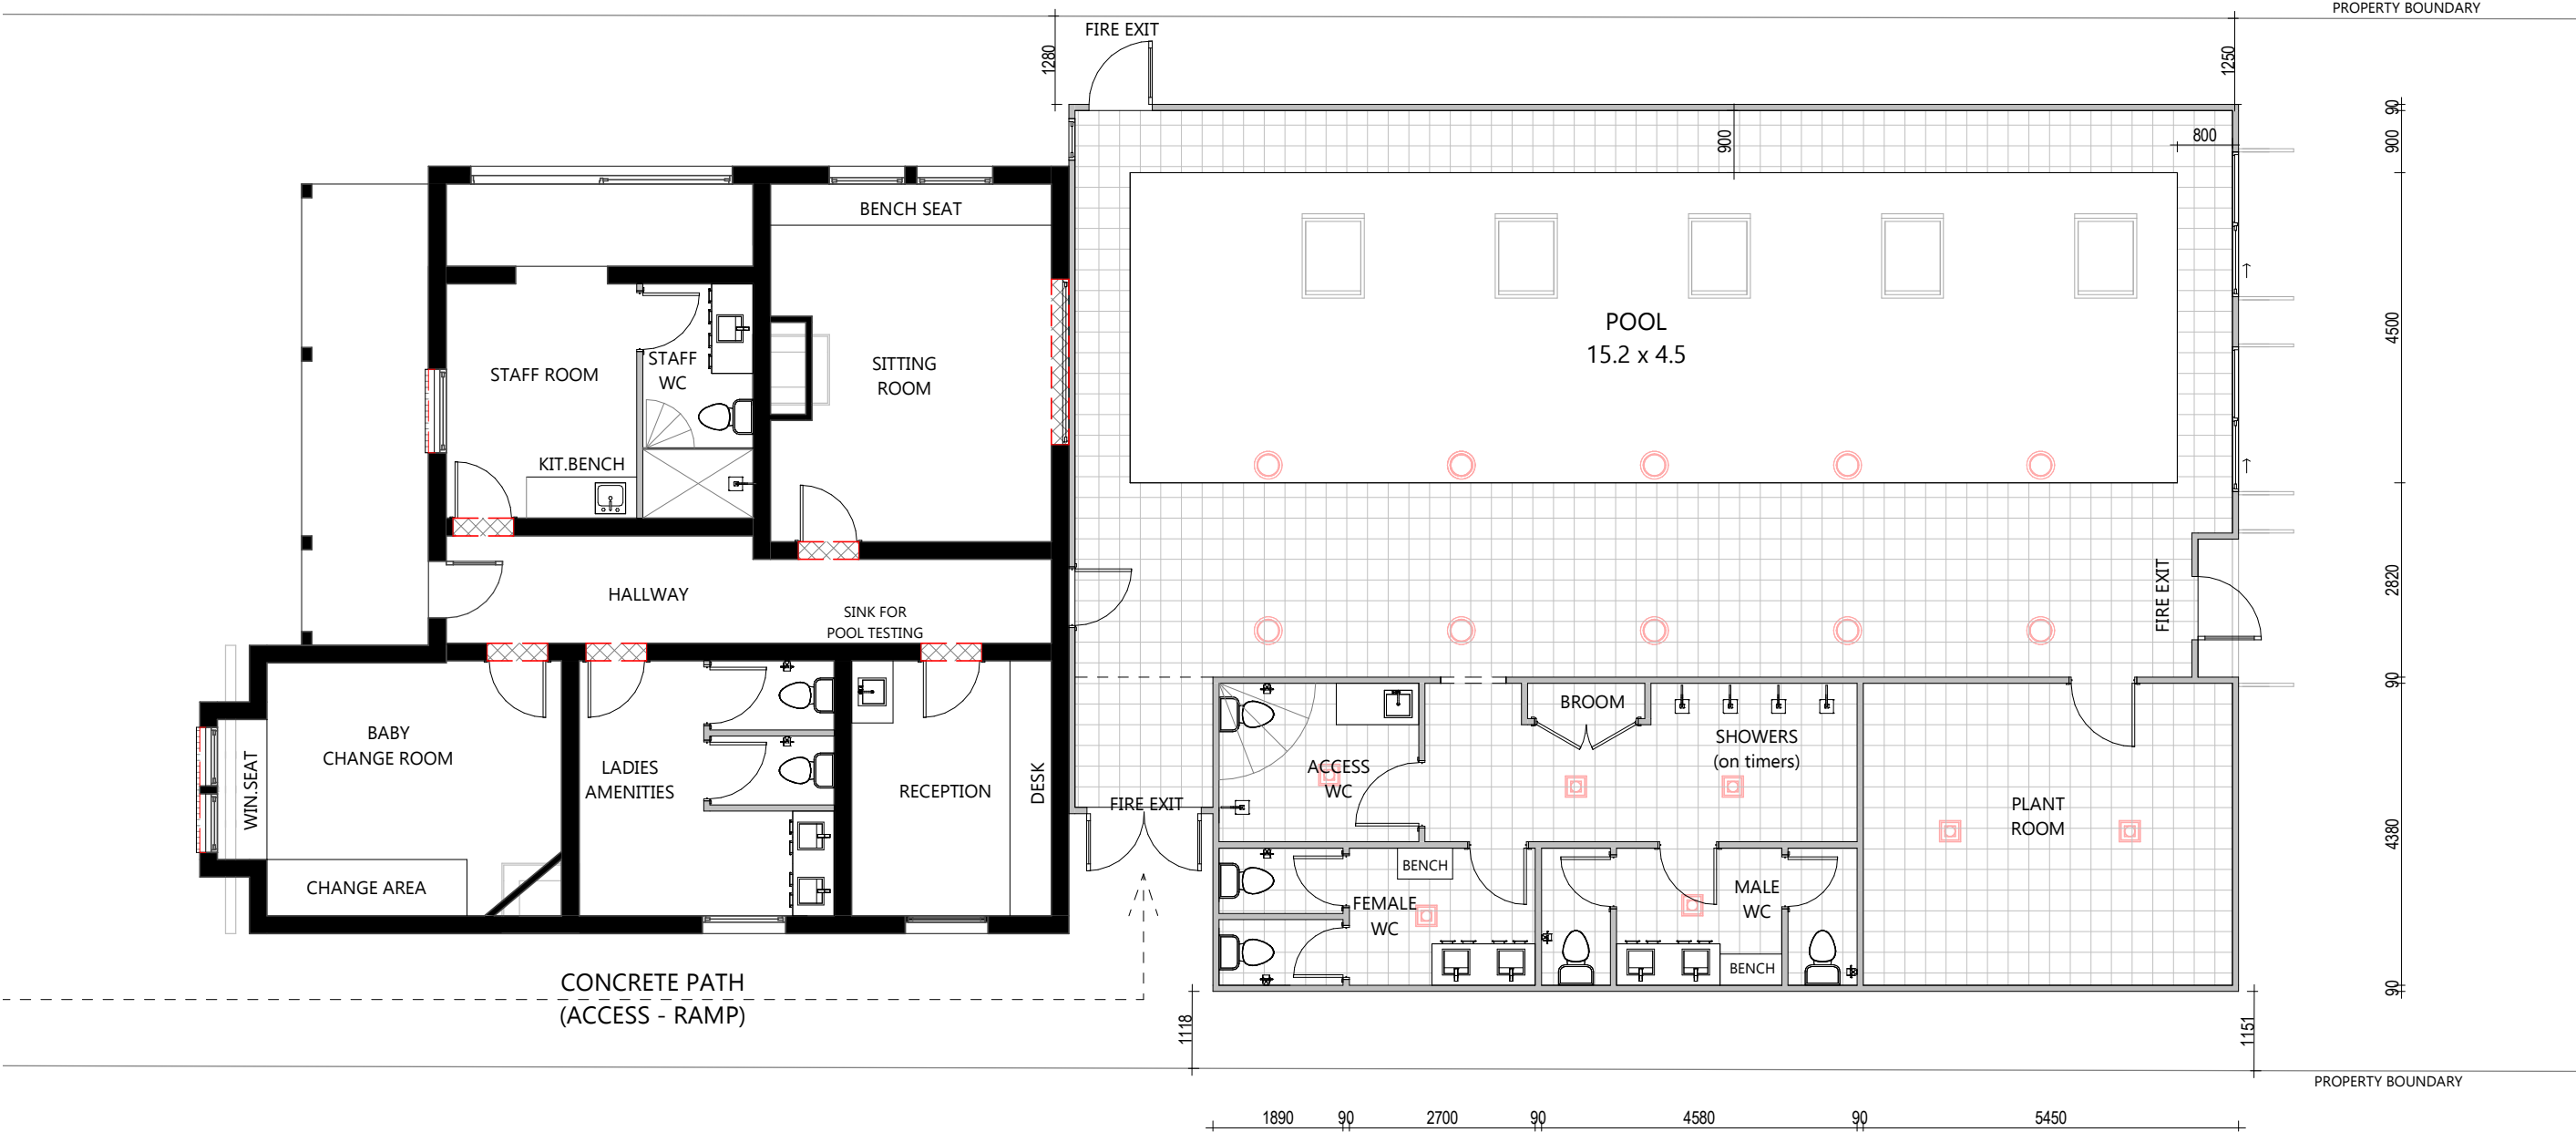 PROPERTY BOUNDARY
FIRE EXIT
1280
1250
90
900
900
800
BENCH SEAT
POOL
15.2 x 4.5
4500
STAFF ROOM
STAFF
WC
SITTING
ROOM
KIT.BENCH
HALLWAY
SINK FOR
POOL TESTING
FIRE EXIT
2820
90
BABY
CHANGE ROOM
WIN.SEAT
LADIES
AMENITIES
RECEPTION
DESK
FIRE EXIT
ACCESS
WC
BROOM
SHOWERS
(on timers)
PLANT
ROOM
4380
CHANGE AREA
BENCH
FEMALE
WC
MALE
WC
BENCH
90
CONCRETE PATH
(ACCESS - RAMP)
1118
1151
PROPERTY BOUNDARY
1890
90
2700
90
4580
90
5450